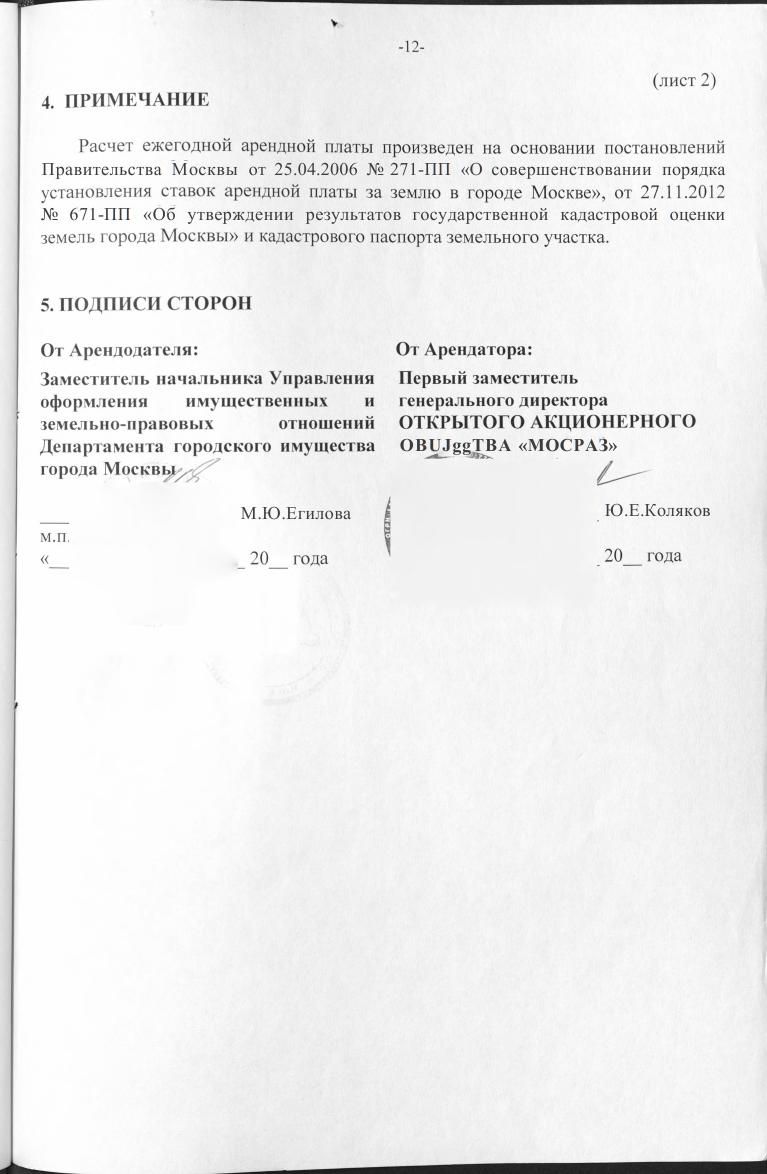 -12-
(лист 2)
4. ПРИМЕЧАНИЕ
Расчет ежегодной арендной платы произведен на основании постановлений
Правительства Москвы от 25.04.2006 № 271-ПП «О совершенствовании порядка
установления ставок арендной платы за землю в городе Москве», от 27.11.2012
№ 671-ПП «Об утверждении результатов государственной кадастровой оценки
земель города Москвы» и кадастрового паспорта земельного участка.
5. ПОДПИСИ СТОРОН
От Арендодателя:
Заместитель начальника Управления
оформления имущественных и
земельно-правовых отношений
Департамента городского имущества
города Москвы
М.Ю.Егилова
м.п.
«__ _ 20__ года
От Арендатора:
Первый заместитель
генерального директора
ОТКРЫТОГО АКЦИОНЕРНОГО
OBUJggTBA «МОСРАЗ»
Ю.Е.Коляков
20__ года